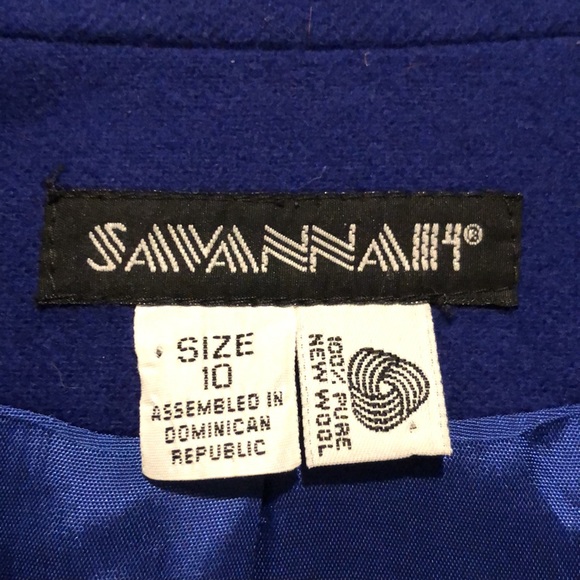 SAVANNAH®
SIZE
10
ASSEMBLED IN
DOMINICAN
REPUBLIC
100% PURE
NEW WOOL